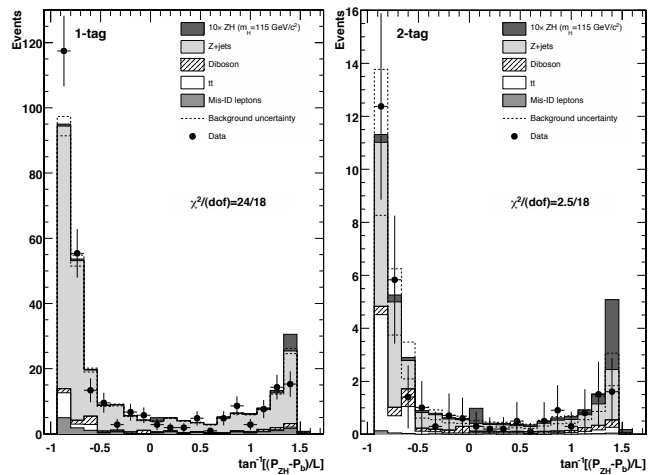 Events
1-tag
10× ZH (m_H=115 GeV/c²)
Z+jets
Diboson
tt
Mis-ID leptons
Background uncertainty
Data
χ²/(dof)=24/18
120
100
80
60
40
20
0
-1 -0.5 0 0.5 1 1.5
tan⁻¹[(P_ZH-P_b)/L]
Events
2-tag
10× ZH (m_H=115 GeV/c²)
Z+jets
Diboson
tt
Mis-ID leptons
Background uncertainty
Data
χ²/(dof)=2.5/18
16
14
12
10
8
6
4
2
0
-1 -0.5 0 0.5 1 1.5
tan⁻¹[(P_ZH-P_b)/L]